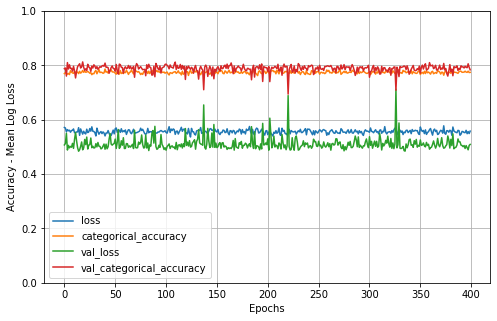 1.0
0.8
0.6
0.4
0.2
0.0
Accuracy - Mean Log Loss
loss
categorical_accuracy
val_loss
val_categorical_accuracy
0 50 100 150 200 250 300 350 400
Epochs